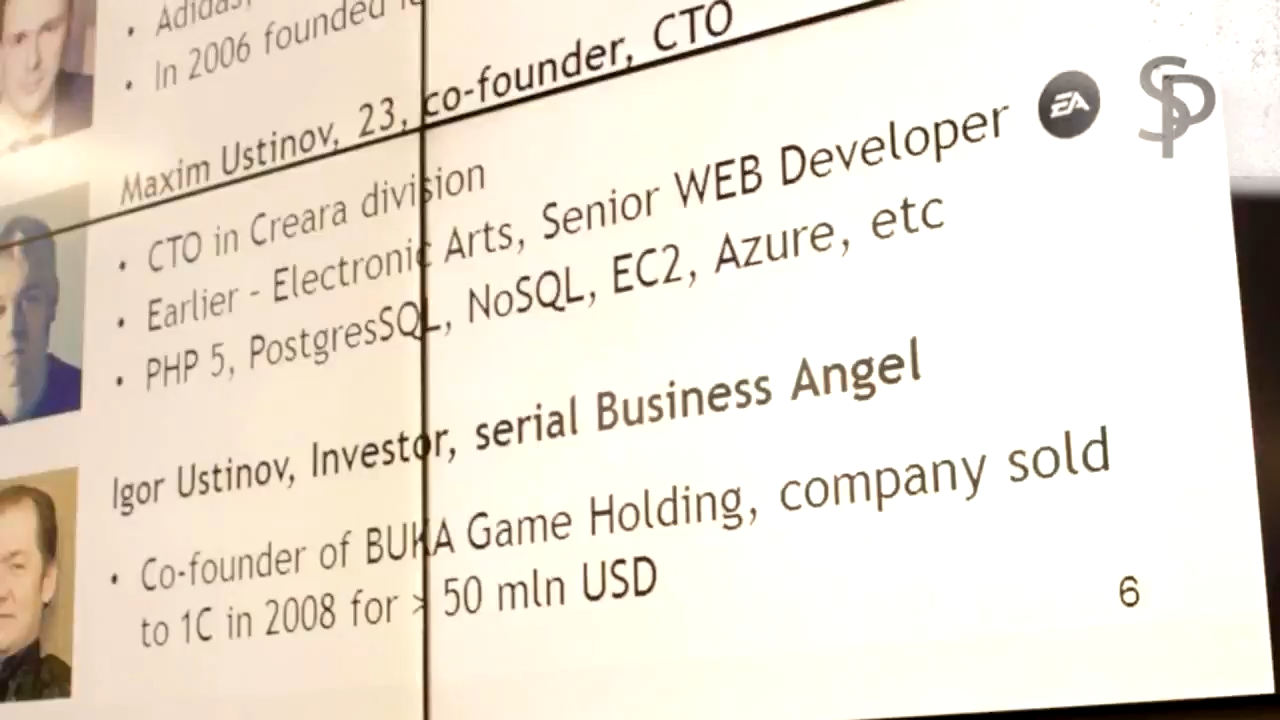 Adidas,
In 2006 founded
Maxim Ustinov, 23, co-founder, CTO
• CTO in Creara division
• Earlier - Electronic Arts, Senior WEB Developer
EA
SP
• PHP 5, PostgresSQL, NoSQL, EC2, Azure, etc
Igor Ustinov, Investor, serial Business Angel
• Co-founder of BUKA Game Holding, company sold
to 1C in 2008 for > 50 mln USD
6